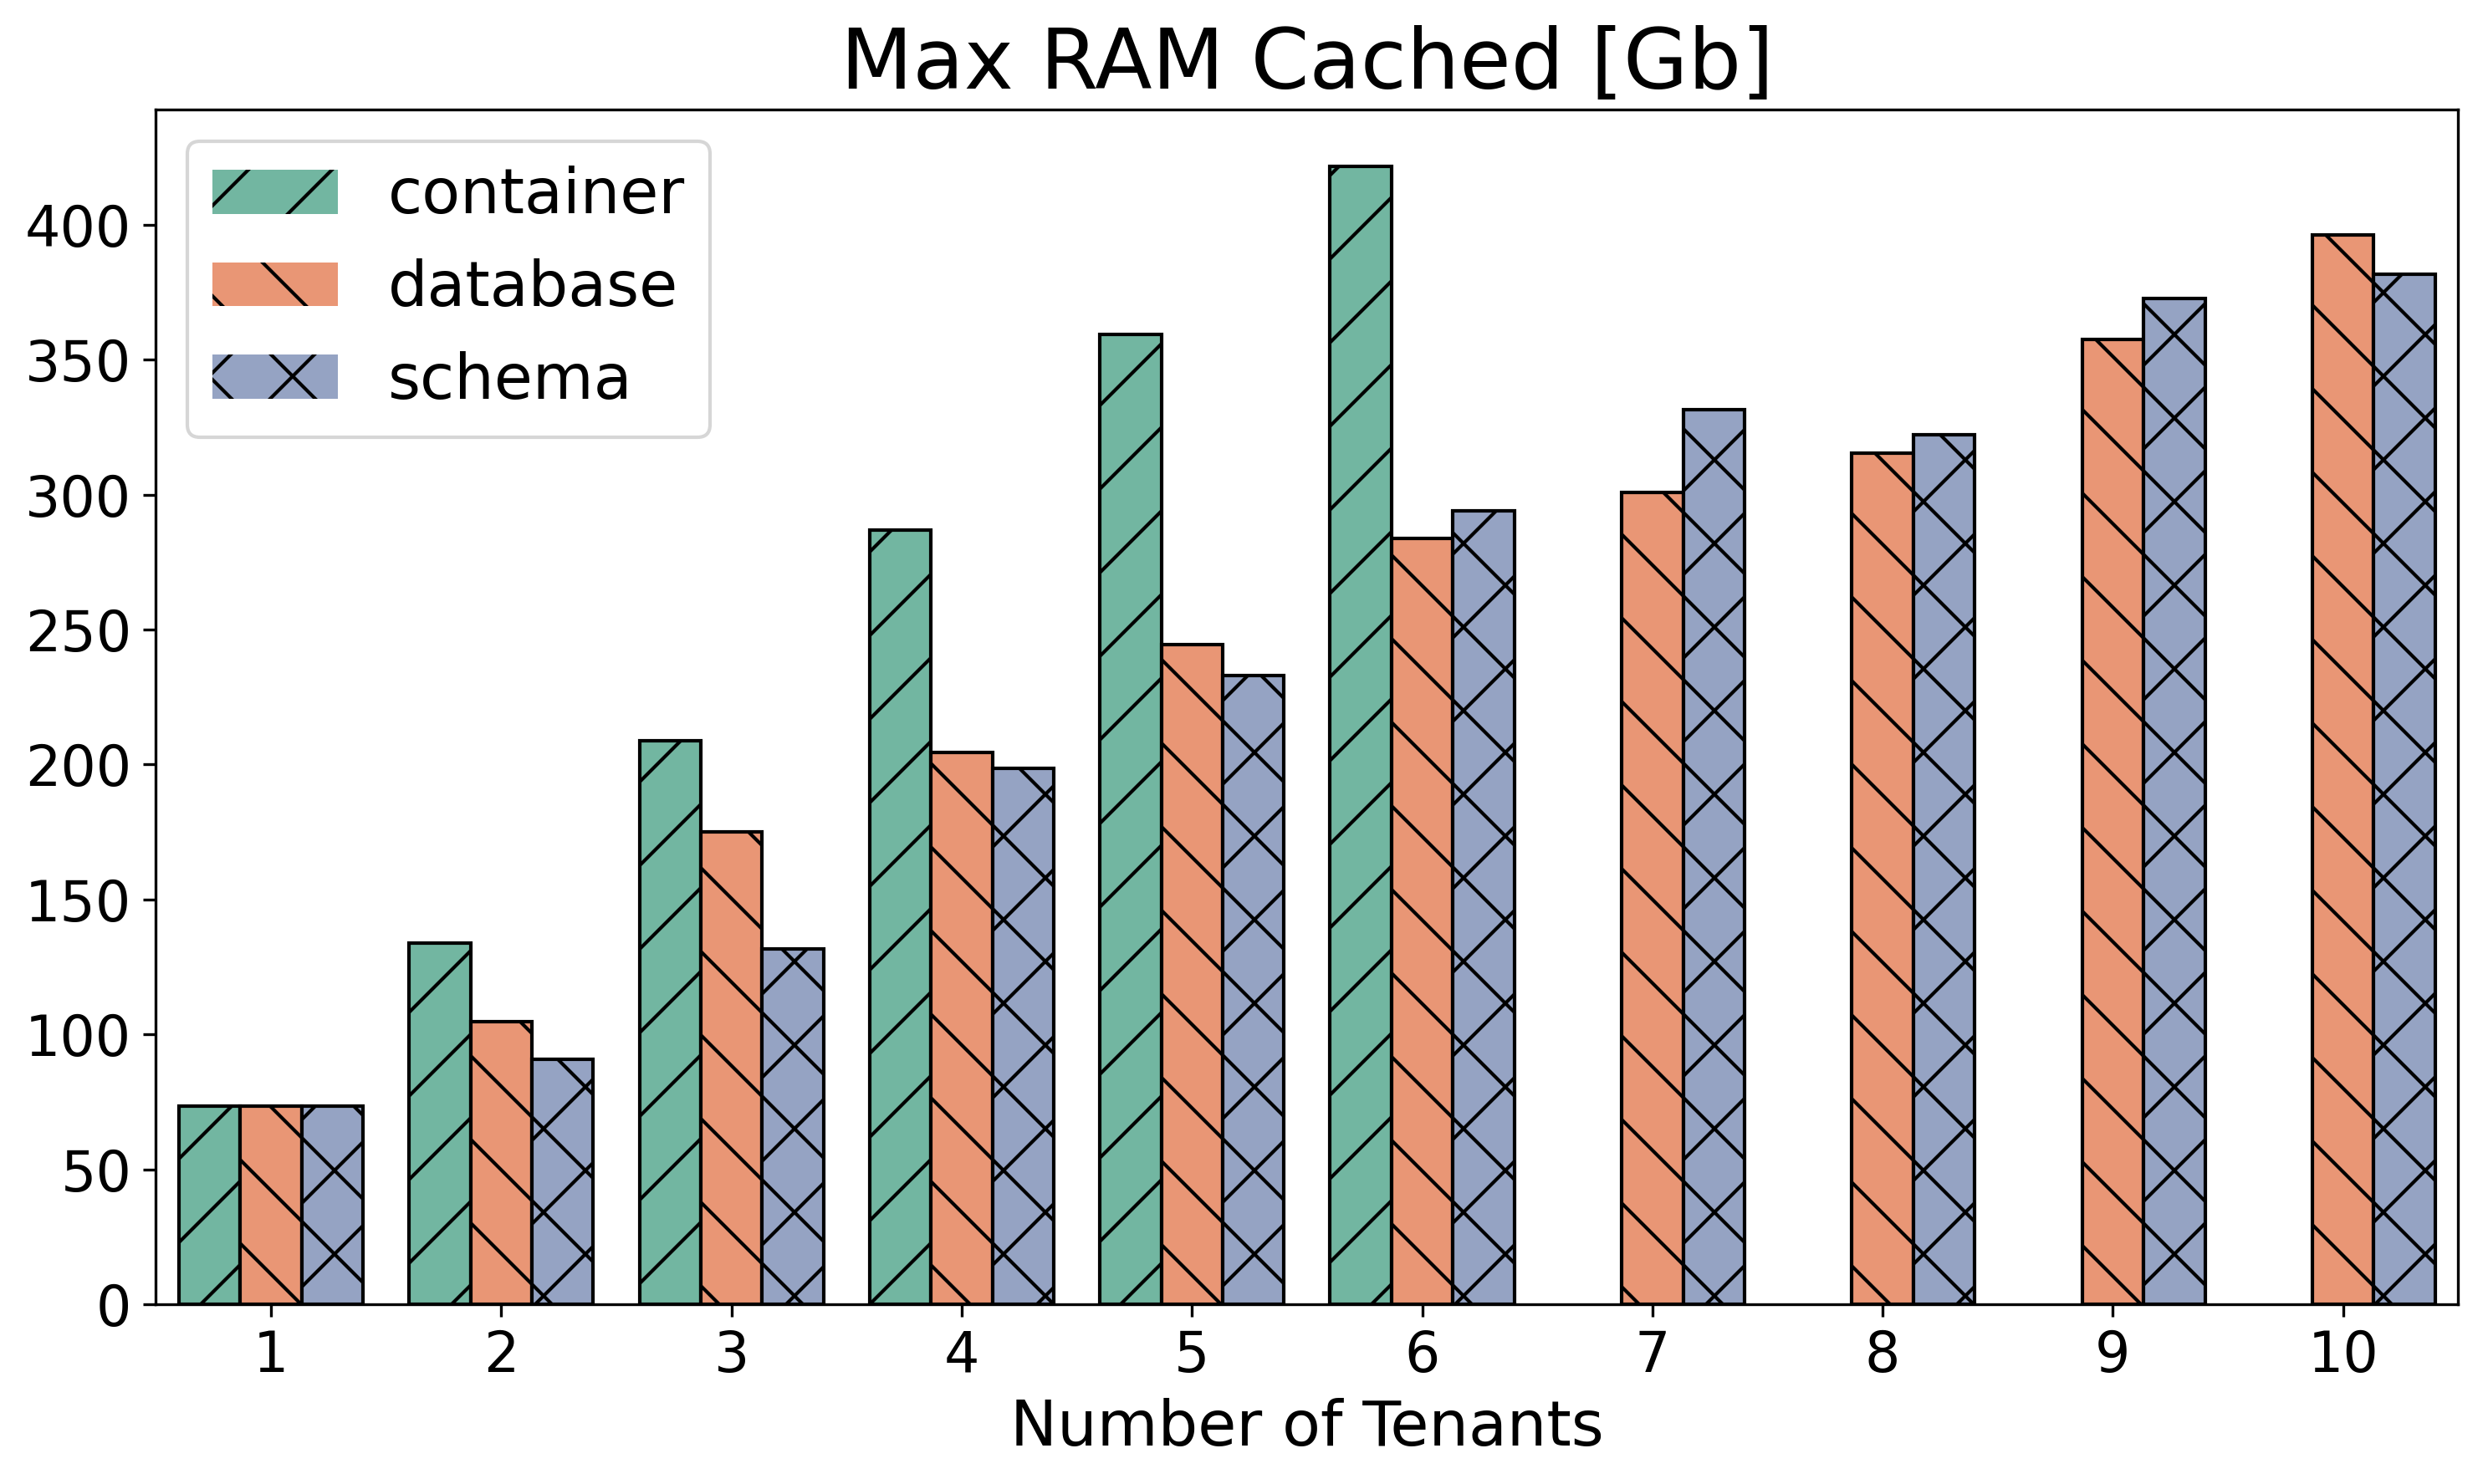 Max RAM Cached [Gb]
container
database
schema
400
350
300
250
200
150
100
50
0
1 2 3 4 5 6 7 8 9 10
Number of Tenants